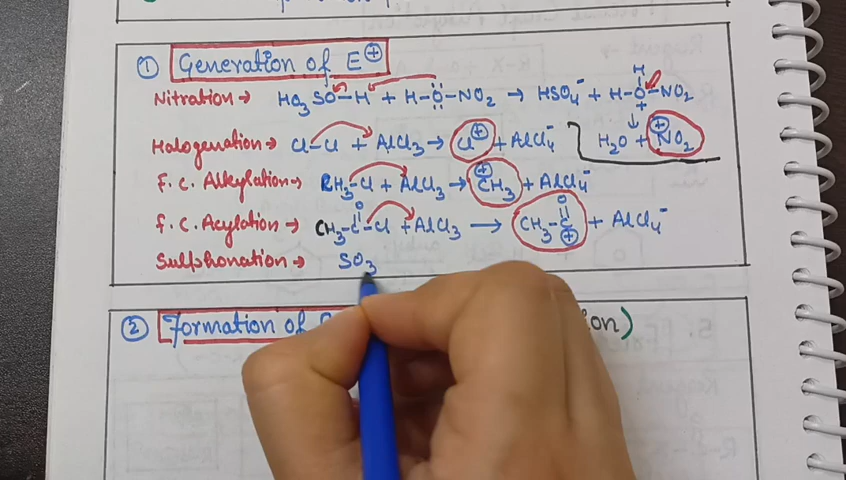 ① Generation of E⊕
Nitration → HO₃SO–H + H–Ö–NO₂ → HSO₄⁻ + H–O–NO₂
H
+
↓
H₂O + ⊕NO₂
Halogenation → Cl–Cl + AlCl₃ → Cl⊕ + AlCl₄⁻
F.C. Alkylation → CH₃–Cl + AlCl₃ → ⊕CH₃ + AlCl₄⁻
F.C. Acylation → CH₃–C–Cl + AlCl₃ → CH₃–C⊕ + AlCl₄⁻
O O
Sulphonation → SO₃
② Formation of